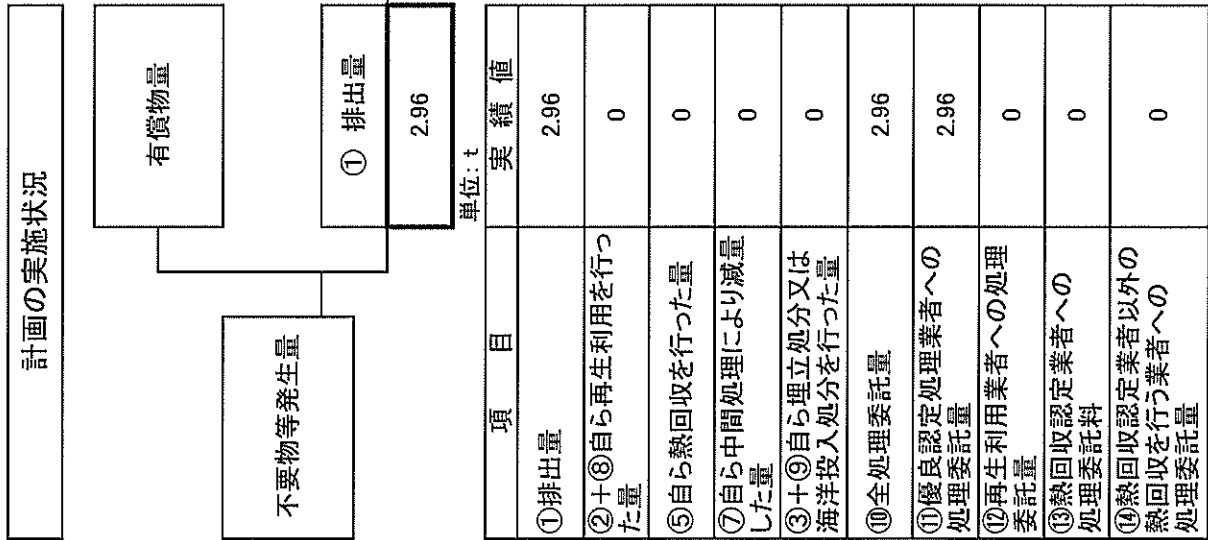 計画の実施状況
不要物等発生量
有償物量
① 排出量
2.96
単位: t
項 目 実 績 値
①排出量 2.96
②+⑧自ら再生利用を行っ
た量 0
⑤自ら熱回収を行った量 0
⑦自ら中間処理により減量
した量 0
③+⑨自ら埋立処分又は
海洋投入処分を行った量 0
⑩全処理委託量 2.96
⑪優良認定処理業者への
処理委託量 2.96
⑫再生利用業者への処理
委託量 0
⑬熱回収認定業者への
処理委託料 0
⑭熱回収認定業者以外の
熱回収を行う業者への
処理委託量 0